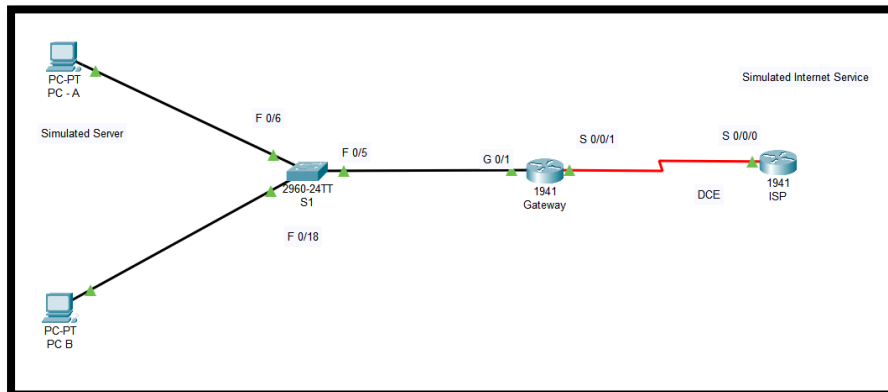 PC-PT
PC - A
Simulated Server
F 0/6
F 0/5
2960-24TT
S1
F 0/18
PC-PT
PC B
G 0/1
1941
Gateway
S 0/0/1
Simulated Internet Service
S 0/0/0
1941
ISP
DCE